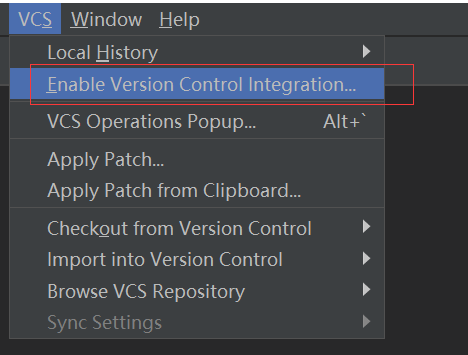 VCS Window Help
Local History
Enable Version Control Integration...
VCS Operations Popup... Alt+`
Apply Patch...
Apply Patch from Clipboard...
Checkout from Version Control
Import into Version Control
Browse VCS Repository
Sync Settings